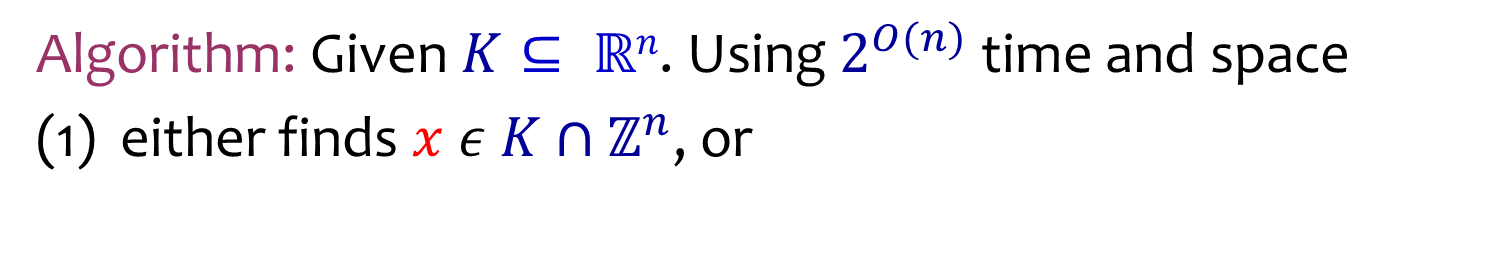 Algorithm: Given 𝐾 ⊆ ℝⁿ. Using 2^{O(n)} time and space
(1) either finds x ϵ K ∩ ℤⁿ, or